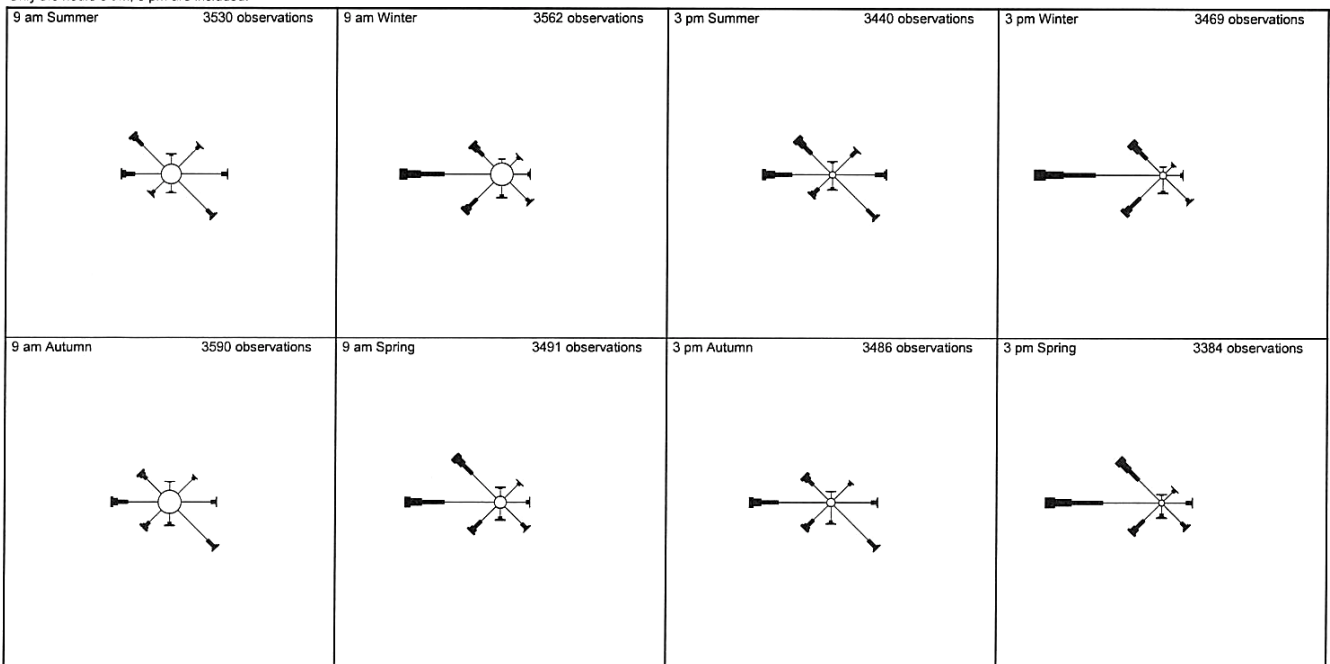 9 am Summer 3530 observations
9 am Winter 3562 observations
3 pm Summer 3440 observations
3 pm Winter 3469 observations
9 am Autumn 3590 observations
9 am Spring 3491 observations
3 pm Autumn 3486 observations
3 pm Spring 3384 observations